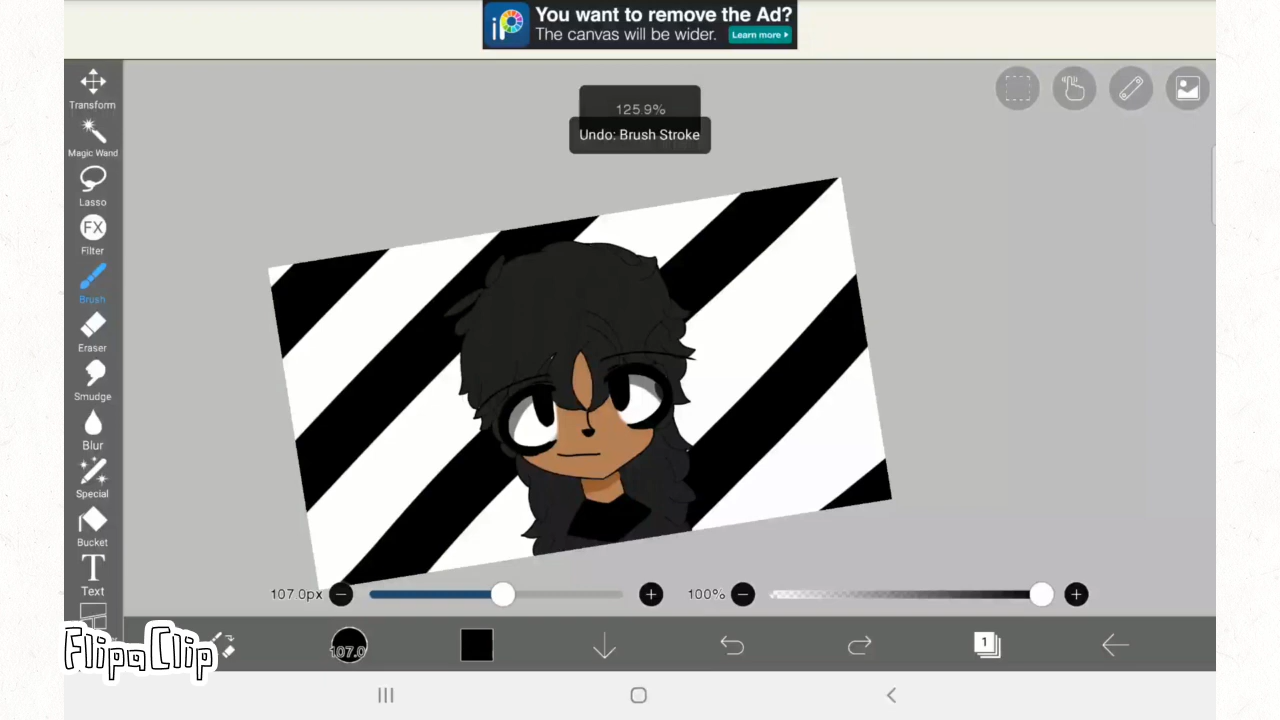 iP You want to remove the Ad?
The canvas will be wider. Learn more
Transform
Magic Wand
Lasso
FX
Filter
Brush
Eraser
Smudge
Blur
Special
Bucket
T
Text
125.9%
Undo: Brush Stroke
107.0px
100%
107.0
1
FlipaClip